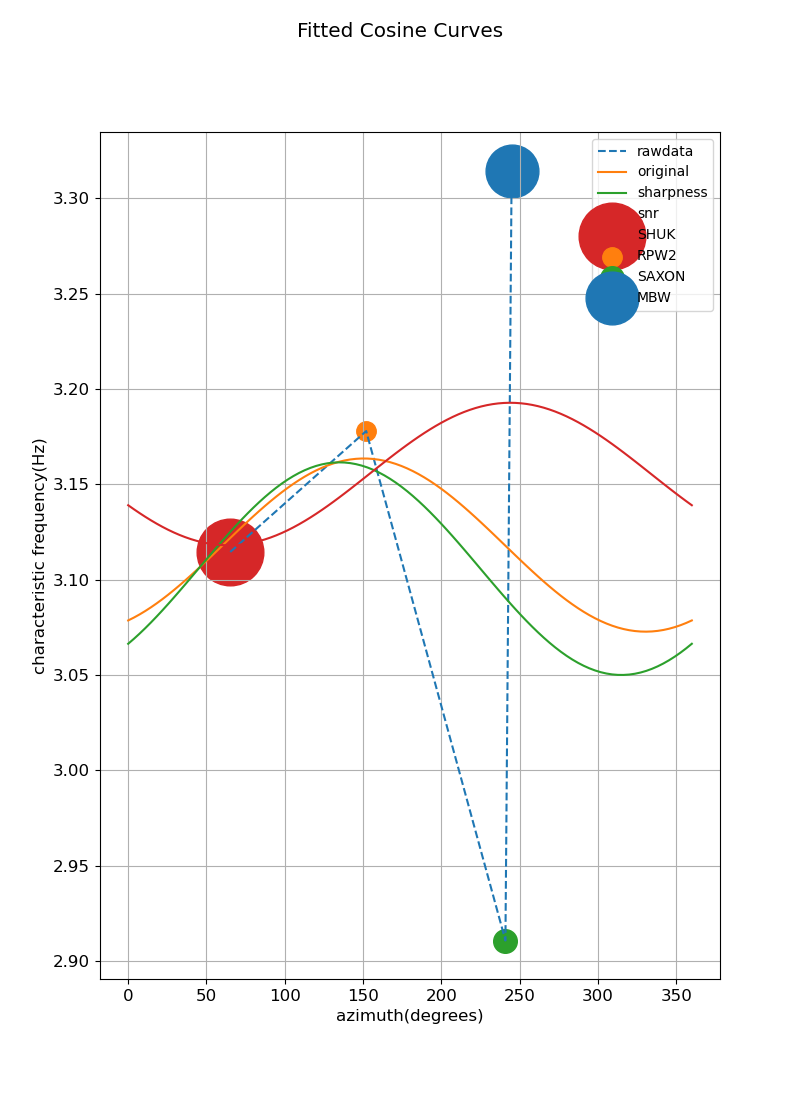 Fitted Cosine Curves
rawdata
original
sharpness
snr
SHUK
RPW2
SAXON
MBW
characteristic frequency(Hz)
3.30
3.25
3.20
3.15
3.10
3.05
3.00
2.95
2.90
0 50 100 150 200 250 300 350
azimuth(degrees)